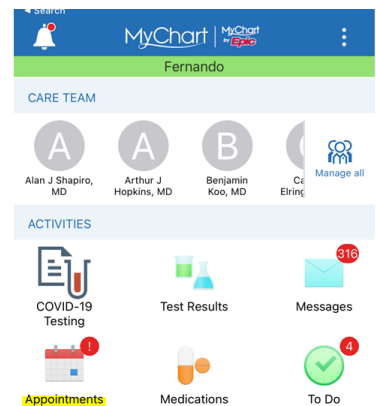 Search
MyChart MyChart
by Epic
Fernando
CARE TEAM
A A B
Alan J Shapiro, MD
Arthur J Hopkins, MD
Benjamin Koo, MD
Elring
Manage all
ACTIVITIES
316
COVID-19 Testing
Test Results
Messages
!
4
Appointments
Medications
To Do